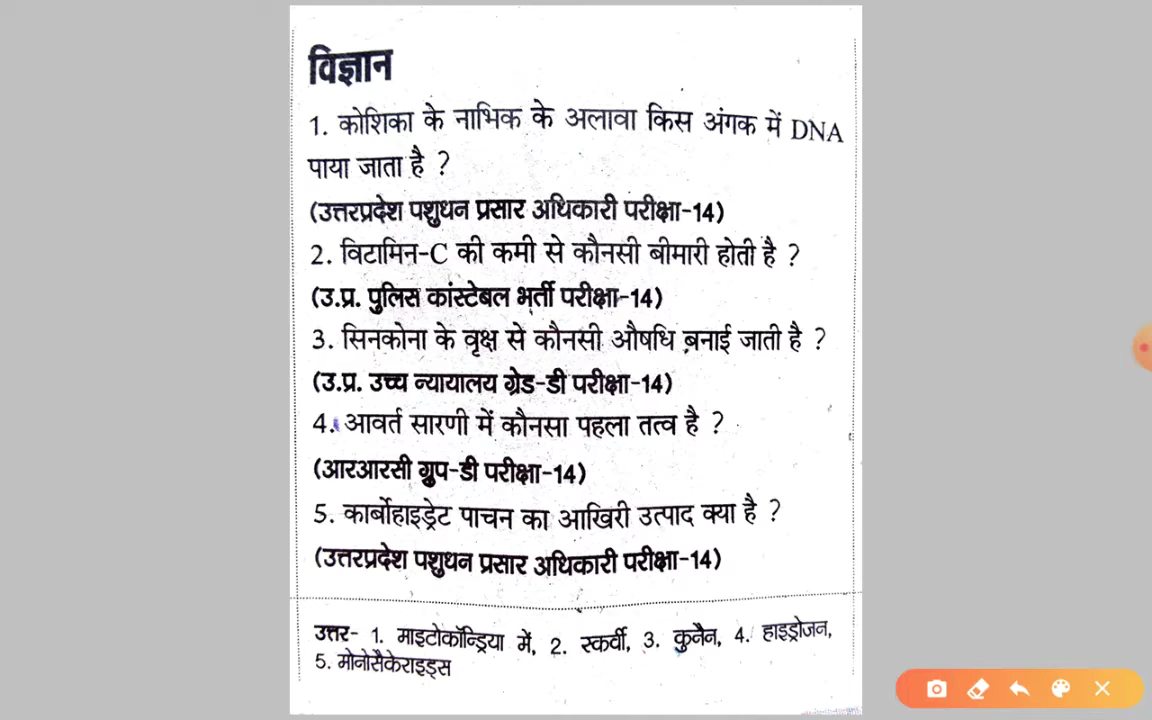 विज्ञान
1. कोशिका के नाभिक के अलावा किस अंगक में DNA
पाया जाता है ?
(उत्तरप्रदेश पशुधन प्रसार अधिकारी परीक्षा-14)
2. विटामिन-C की कमी से कौनसी बीमारी होती है ?
(उ.प्र. पुलिस कांस्टेबल भर्ती परीक्षा-14)
3. सिनकोना के वृक्ष से कौनसी औषधि बनाई जाती है ?
(उ.प्र. उच्च न्यायालय ग्रेड-डी परीक्षा-14)
4. आवर्त सारणी में कौनसा पहला तत्व है ?
(आरआरसी ग्रुप-डी परीक्षा-14)
5. कार्बोहाइड्रेट पाचन का आखिरी उत्पाद क्या है ?
(उत्तरप्रदेश पशुधन प्रसार अधिकारी परीक्षा-14)
उत्तर- 1. माइटोकॉन्ड्रिया में, 2. स्कर्वी, 3. कुनैन, 4. हाइड्रोजन,
5. मोनोसैकेराइड्स